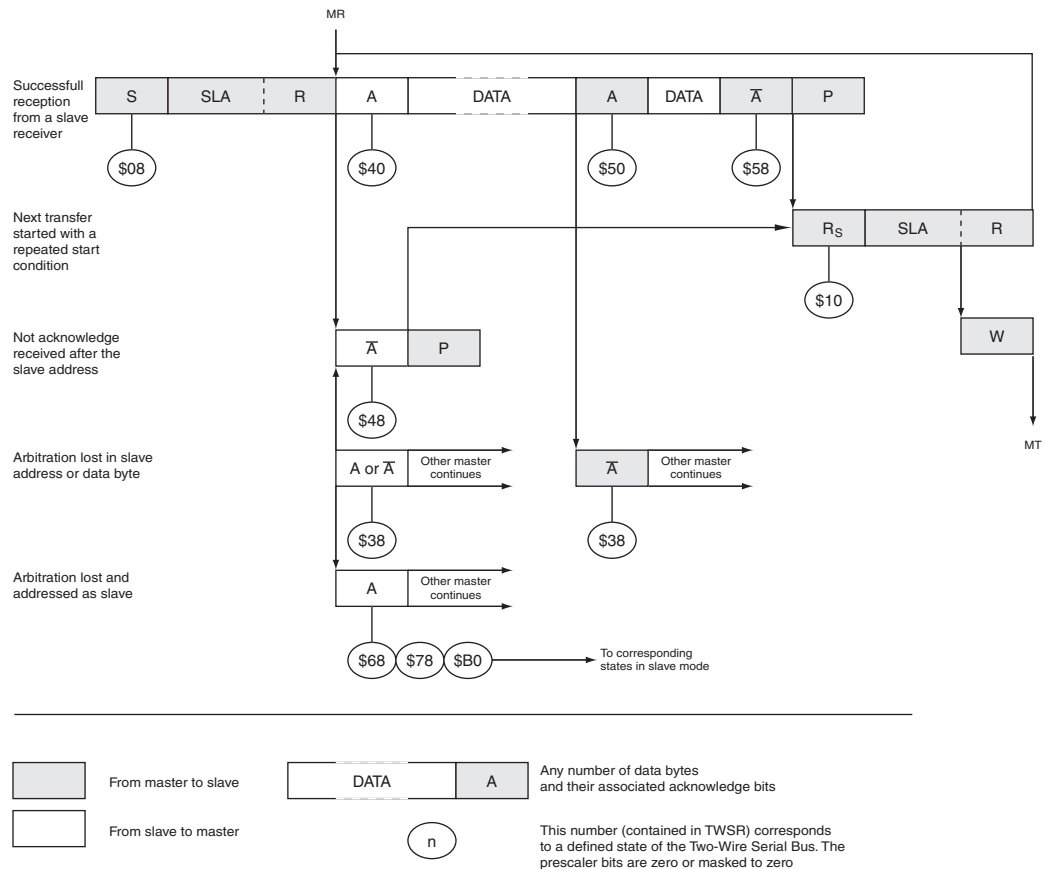 MR
Successfull
reception
from a slave
receiver
S SLA R A DATA A DATA A̅ P
$08 $40 $50 $58
Next transfer
started with a
repeated start
condition
RS SLA R
$10
Not acknowledge
received after the
slave address
A̅ P
W
$48
MT
Arbitration lost in slave
address or data byte
A or A̅
Other master
continues
A̅
Other master
continues
$38 $38
Arbitration lost and
addressed as slave
A
Other master
continues
$68 $78 $B0
To corresponding
states in slave mode
From master to slave
DATA A
Any number of data bytes
and their associated acknowledge bits
From slave to master
n
This number (contained in TWSR) corresponds
to a defined state of the Two-Wire Serial Bus. The
prescaler bits are zero or masked to zero